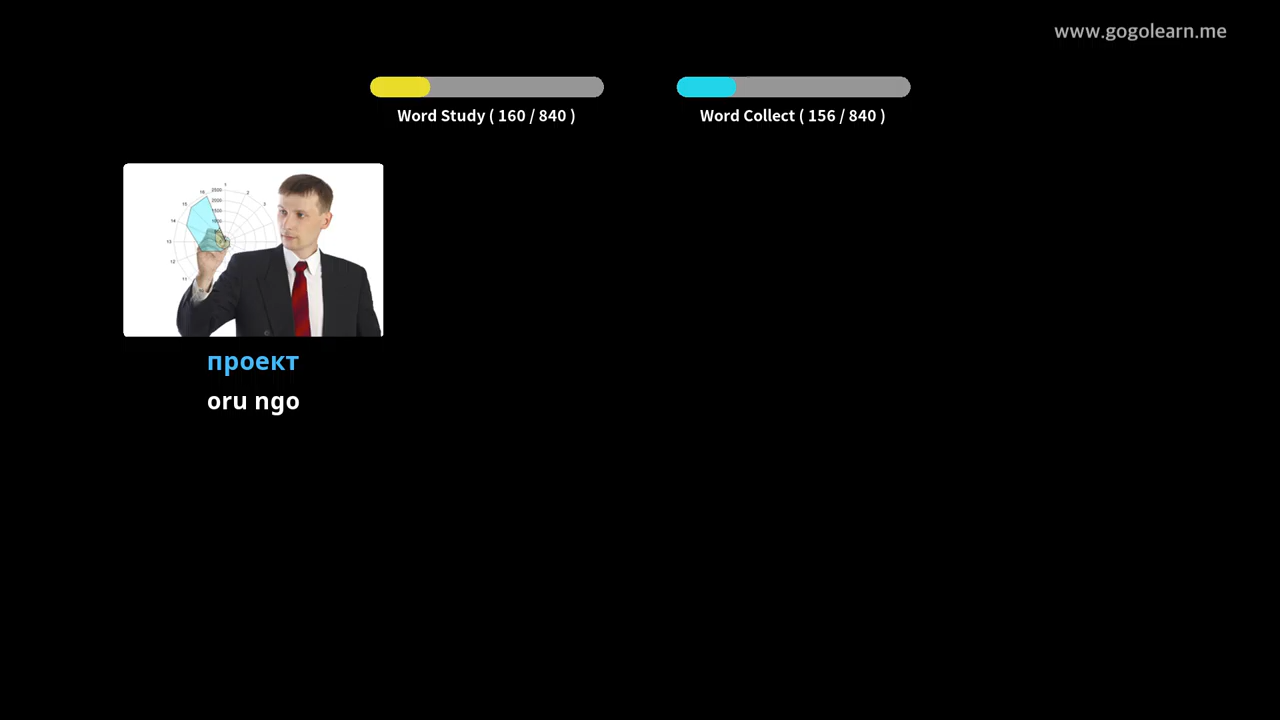 www.gogolearn.me
Word Study ( 160 / 840 )
Word Collect ( 156 / 840 )
проект
oru ngo